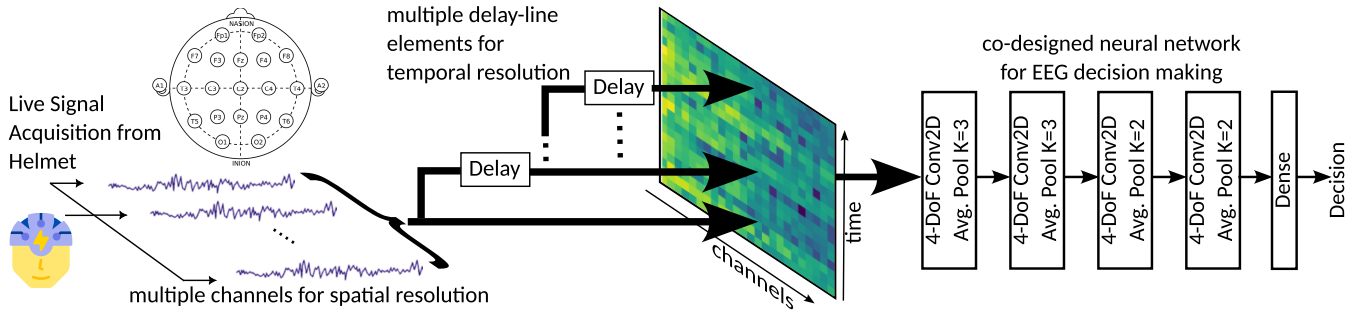 Live Signal
Acquisition from
Helmet
NASION
Fp1 Fp2
F7 F3 Fz F4 F8
A1 T3 C3 Cz C4 T4 A2
T5 P3 Pz P4 T6
O1 O2
INION
multiple channels for spatial resolution
multiple delay-line
elements for
temporal resolution
Delay
Delay
channels
time
co-designed neural network
for EEG decision making
4-DoF Conv2D
Avg. Pool K=3
4-DoF Conv2D
Avg. Pool K=3
4-DoF Conv2D
Avg. Pool K=2
4-DoF Conv2D
Avg. Pool K=2
Dense
Decision